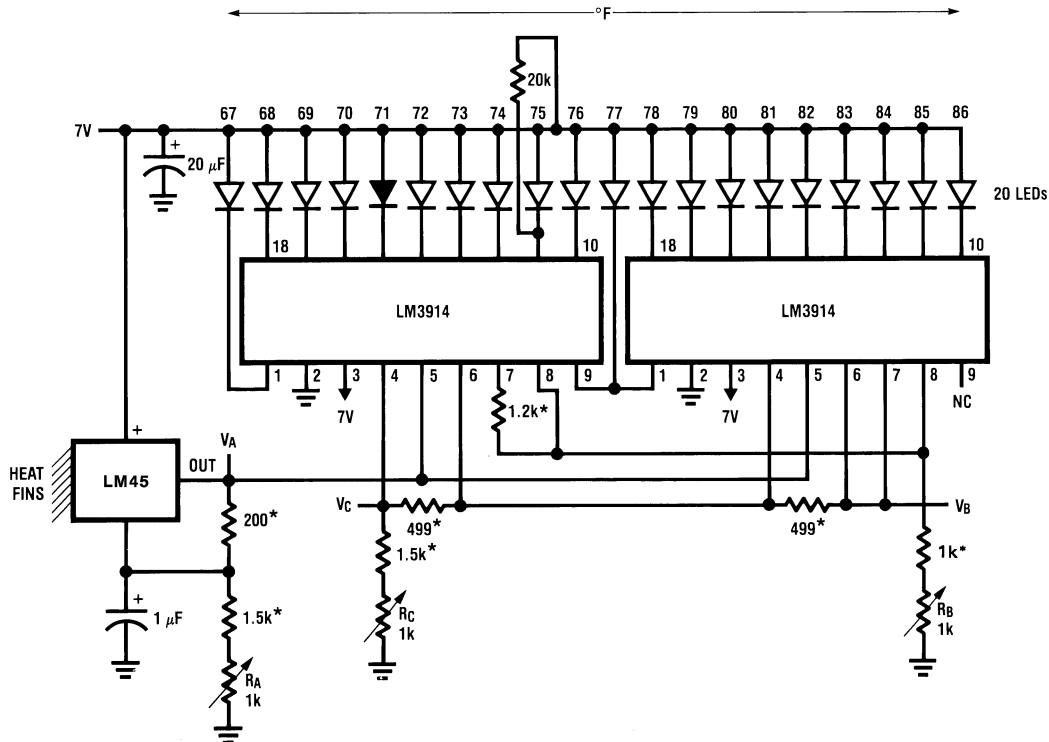 °F
20k
67 68 69 70 71 72 73 74 75 76 77 78 79 80 81 82 83 84 85 86
7V
+
20 μF
20 LEDs
18 10 18 10
LM3914 LM3914
1 2 3 4 5 6 7 8 9 1 2 3 4 5 6 7 8 9
7V 1.2k* 7V NC
+
VA
HEAT
FINS
LM45
OUT
VC
499*
499*
VB
200*
1.5k*
1k*
+
1 μF
1.5k*
RC
1k
RB
1k
RA
1k